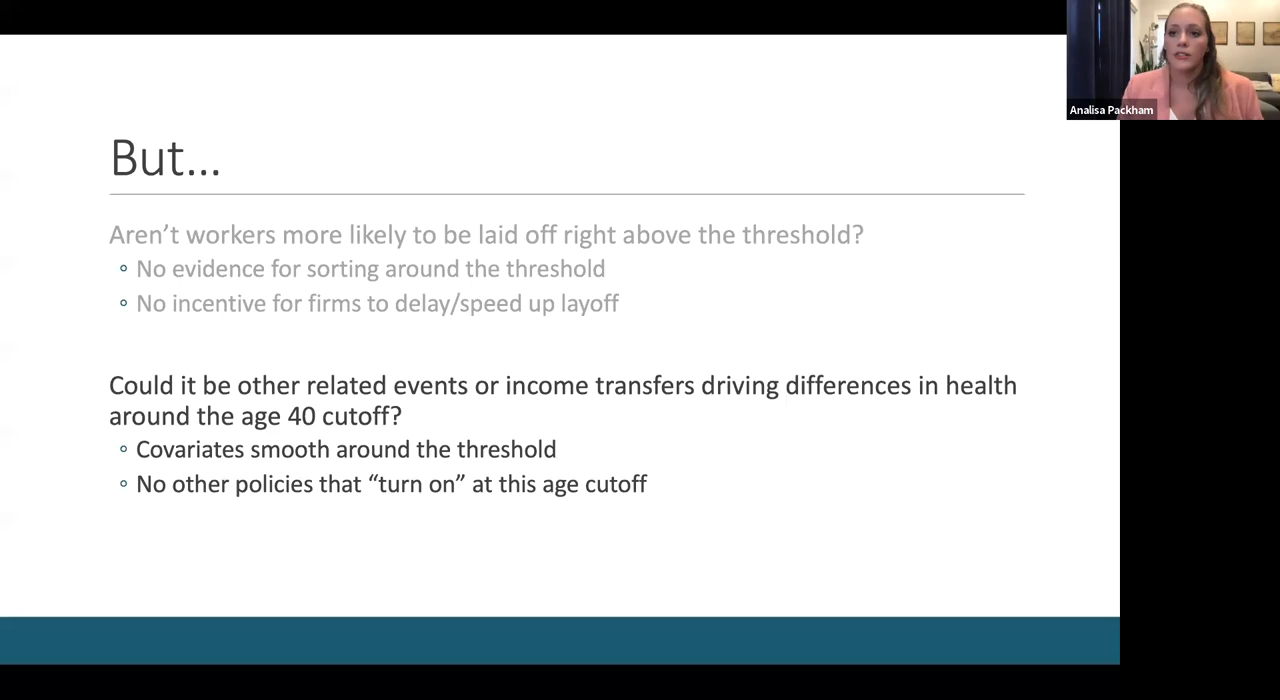 Analisa Packham
But...
Aren’t workers more likely to be laid off right above the threshold?
◦ No evidence for sorting around the threshold
◦ No incentive for firms to delay/speed up layoff
Could it be other related events or income transfers driving differences in health
around the age 40 cutoff?
◦ Covariates smooth around the threshold
◦ No other policies that “turn on” at this age cutoff